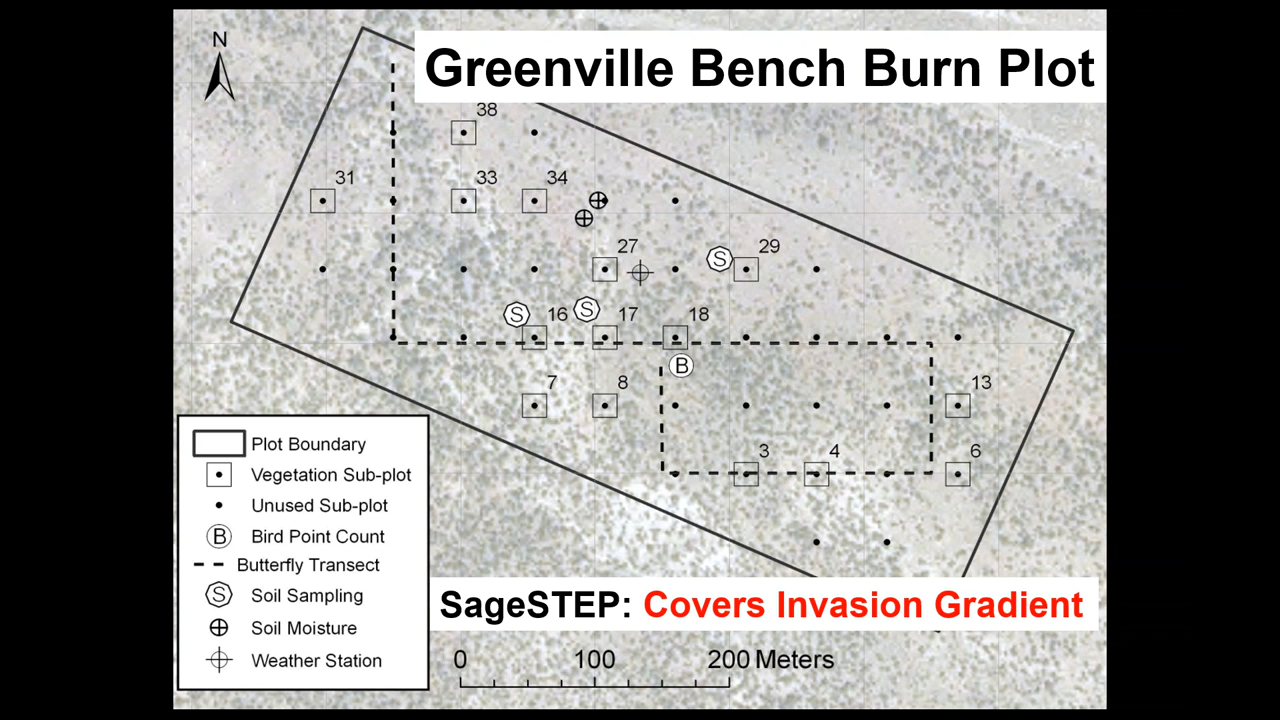 Greenville Bench Burn Plot
N
38
31
33
34
27
29
S
S
S
16
17
18
B
7
8
13
3
4
6
Plot Boundary
Vegetation Sub-plot
Unused Sub-plot
B Bird Point Count
Butterfly Transect
S Soil Sampling
Soil Moisture
Weather Station
SageSTEP: Covers Invasion Gradient
0 100 200 Meters